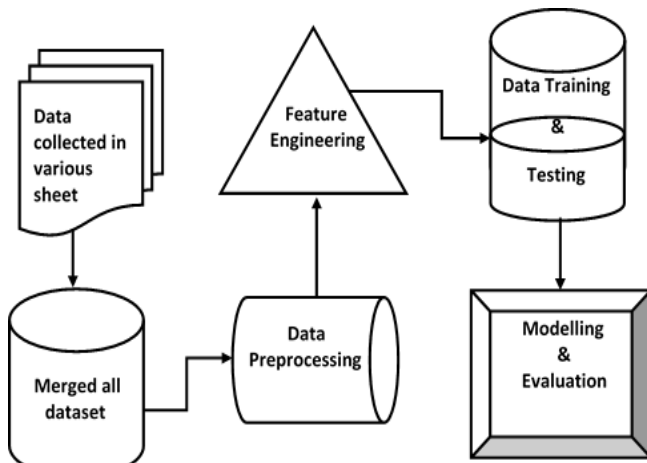 Data
collected in
various
sheet
Merged all
dataset
Data
Preprocessing
Feature
Engineering
Data Training
&
Testing
Modelling
&
Evaluation